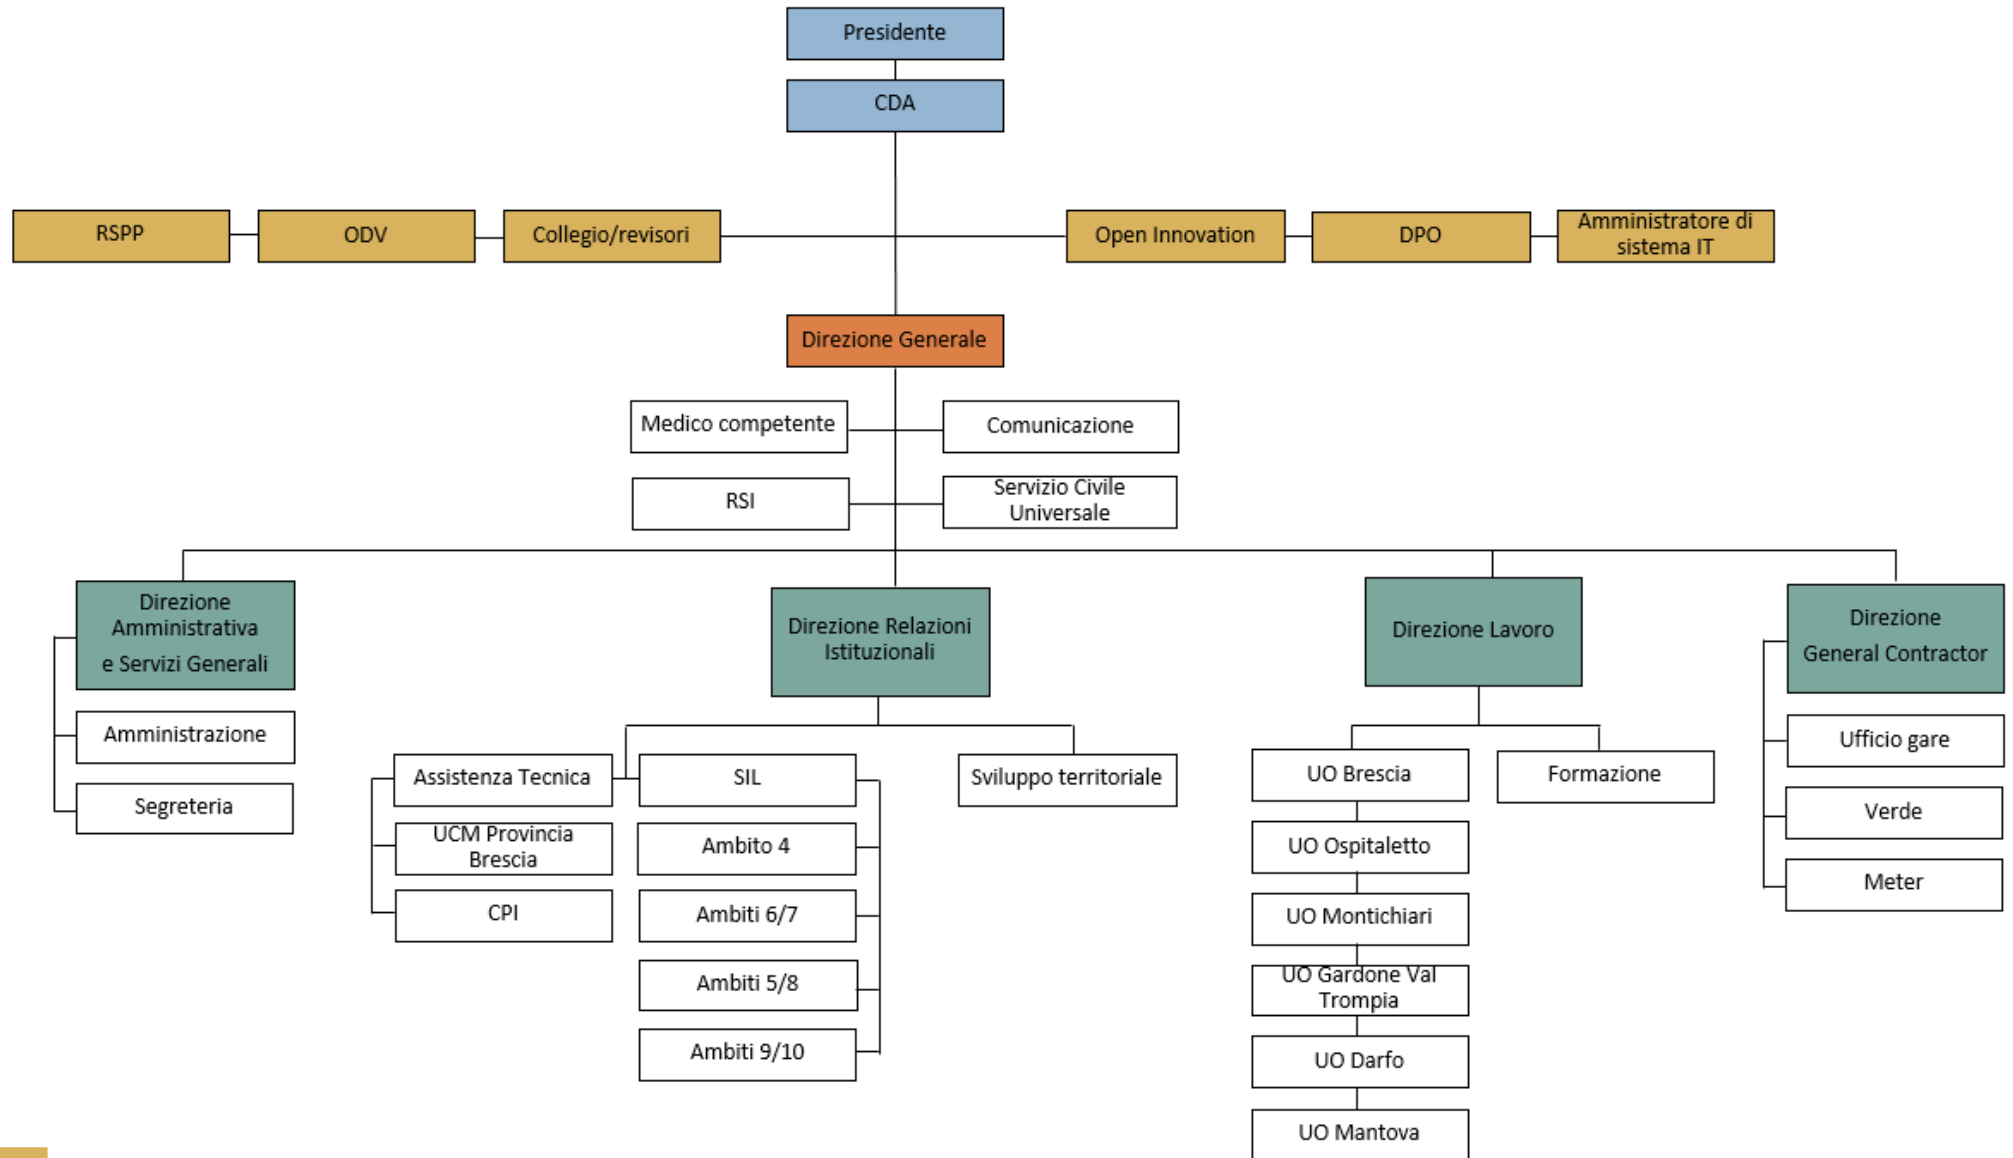 Presidente
CDA
RSPP
ODV
Collegio/revisori
Open Innovation
DPO
Amministratore di
sistema IT
Direzione Generale
Medico competente
Comunicazione
RSI
Servizio Civile
Universale
Direzione
Amministrativa
e Servizi Generali
Direzione Relazioni
Istituzionali
Direzione Lavoro
Direzione
General Contractor
Amministrazione
Segreteria
Assistenza Tecnica
UCM Provincia
Brescia
CPI
SIL
Ambito 4
Ambiti 6/7
Ambiti 5/8
Ambiti 9/10
Sviluppo territoriale
UO Brescia
UO Ospitaletto
UO Montichiari
UO Gardone Val
Trompia
UO Darfo
UO Mantova
Formazione
Ufficio gare
Verde
Meter